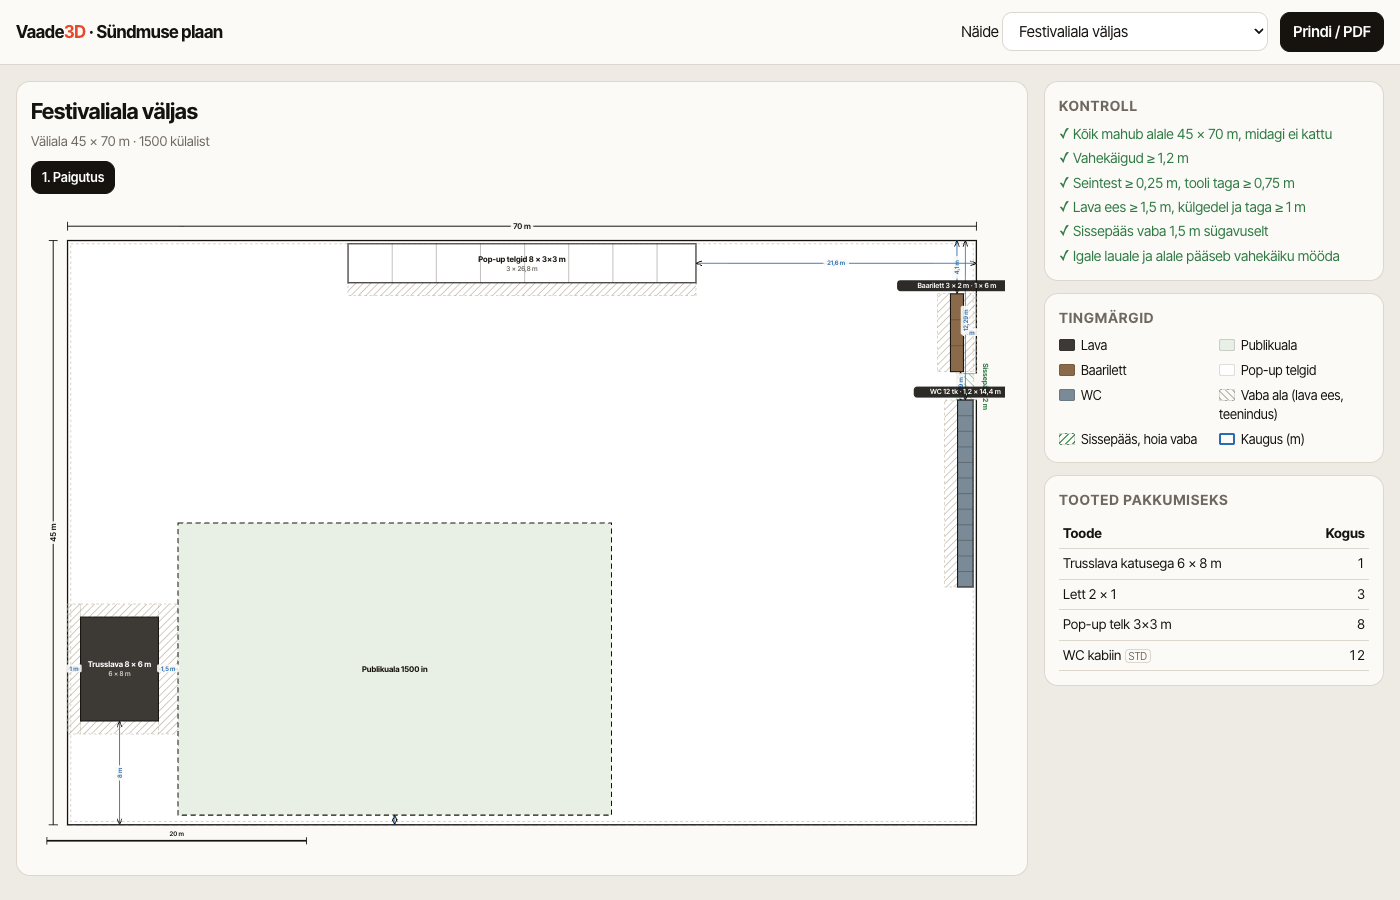 Vaade3D · Sündmuse plaan
Näide
Festivaliala väljas
Prindi / PDF
Festivaliala väljas
Väliala 45 × 70 m · 1500 külalist
1. Paigutus
70 m
Pop-up telgid 8 × 3×3 m
3 × 26,8 m
21,6 m
4,1 m
Baarilett 3 × 2 m · 1 × 6 m
12,29 m
m
WC 12 tk · 1,2 × 14,4 m
2 m
45 m
Trusslava 8 × 6 m
6 × 8 m
1 m
1,5 m
Publikuala 1500 in
8 m
20 m
KONTROLL
✓ Kõik mahub alale 45 × 70 m, midagi ei kattu
✓ Vahekäigud ≥ 1,2 m
✓ Seintest ≥ 0,25 m, tooli taga ≥ 0,75 m
✓ Lava ees ≥ 1,5 m, külgedel ja taga ≥ 1 m
✓ Sissepääs vaba 1,5 m sügavuselt
✓ Igale lauale ja alale pääseb vahekäiku mööda
TINGMÄRGID
Lava
Publikuala
Baarilett
Pop-up telgid
WC
Vaba ala (lava ees,
teenindus)
Sissepääs, hoia vaba
Kaugus (m)
TOOTED PAKKUMISEKS
Toode Kogus
Trusslava katusega 6 × 8 m 1
Lett 2 × 1 3
Pop-up telk 3×3 m 8
WC kabiin STD 12